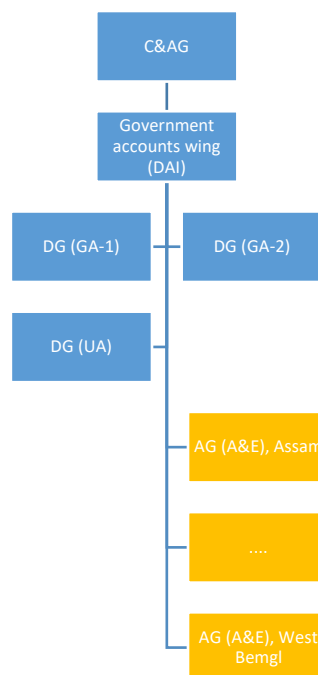 C&AG
Government
accounts wing
(DAI)
DG (GA-1)
DG (GA-2)
DG (UA)
AG (A&E), Assam
....
AG (A&E), West
Bemgl